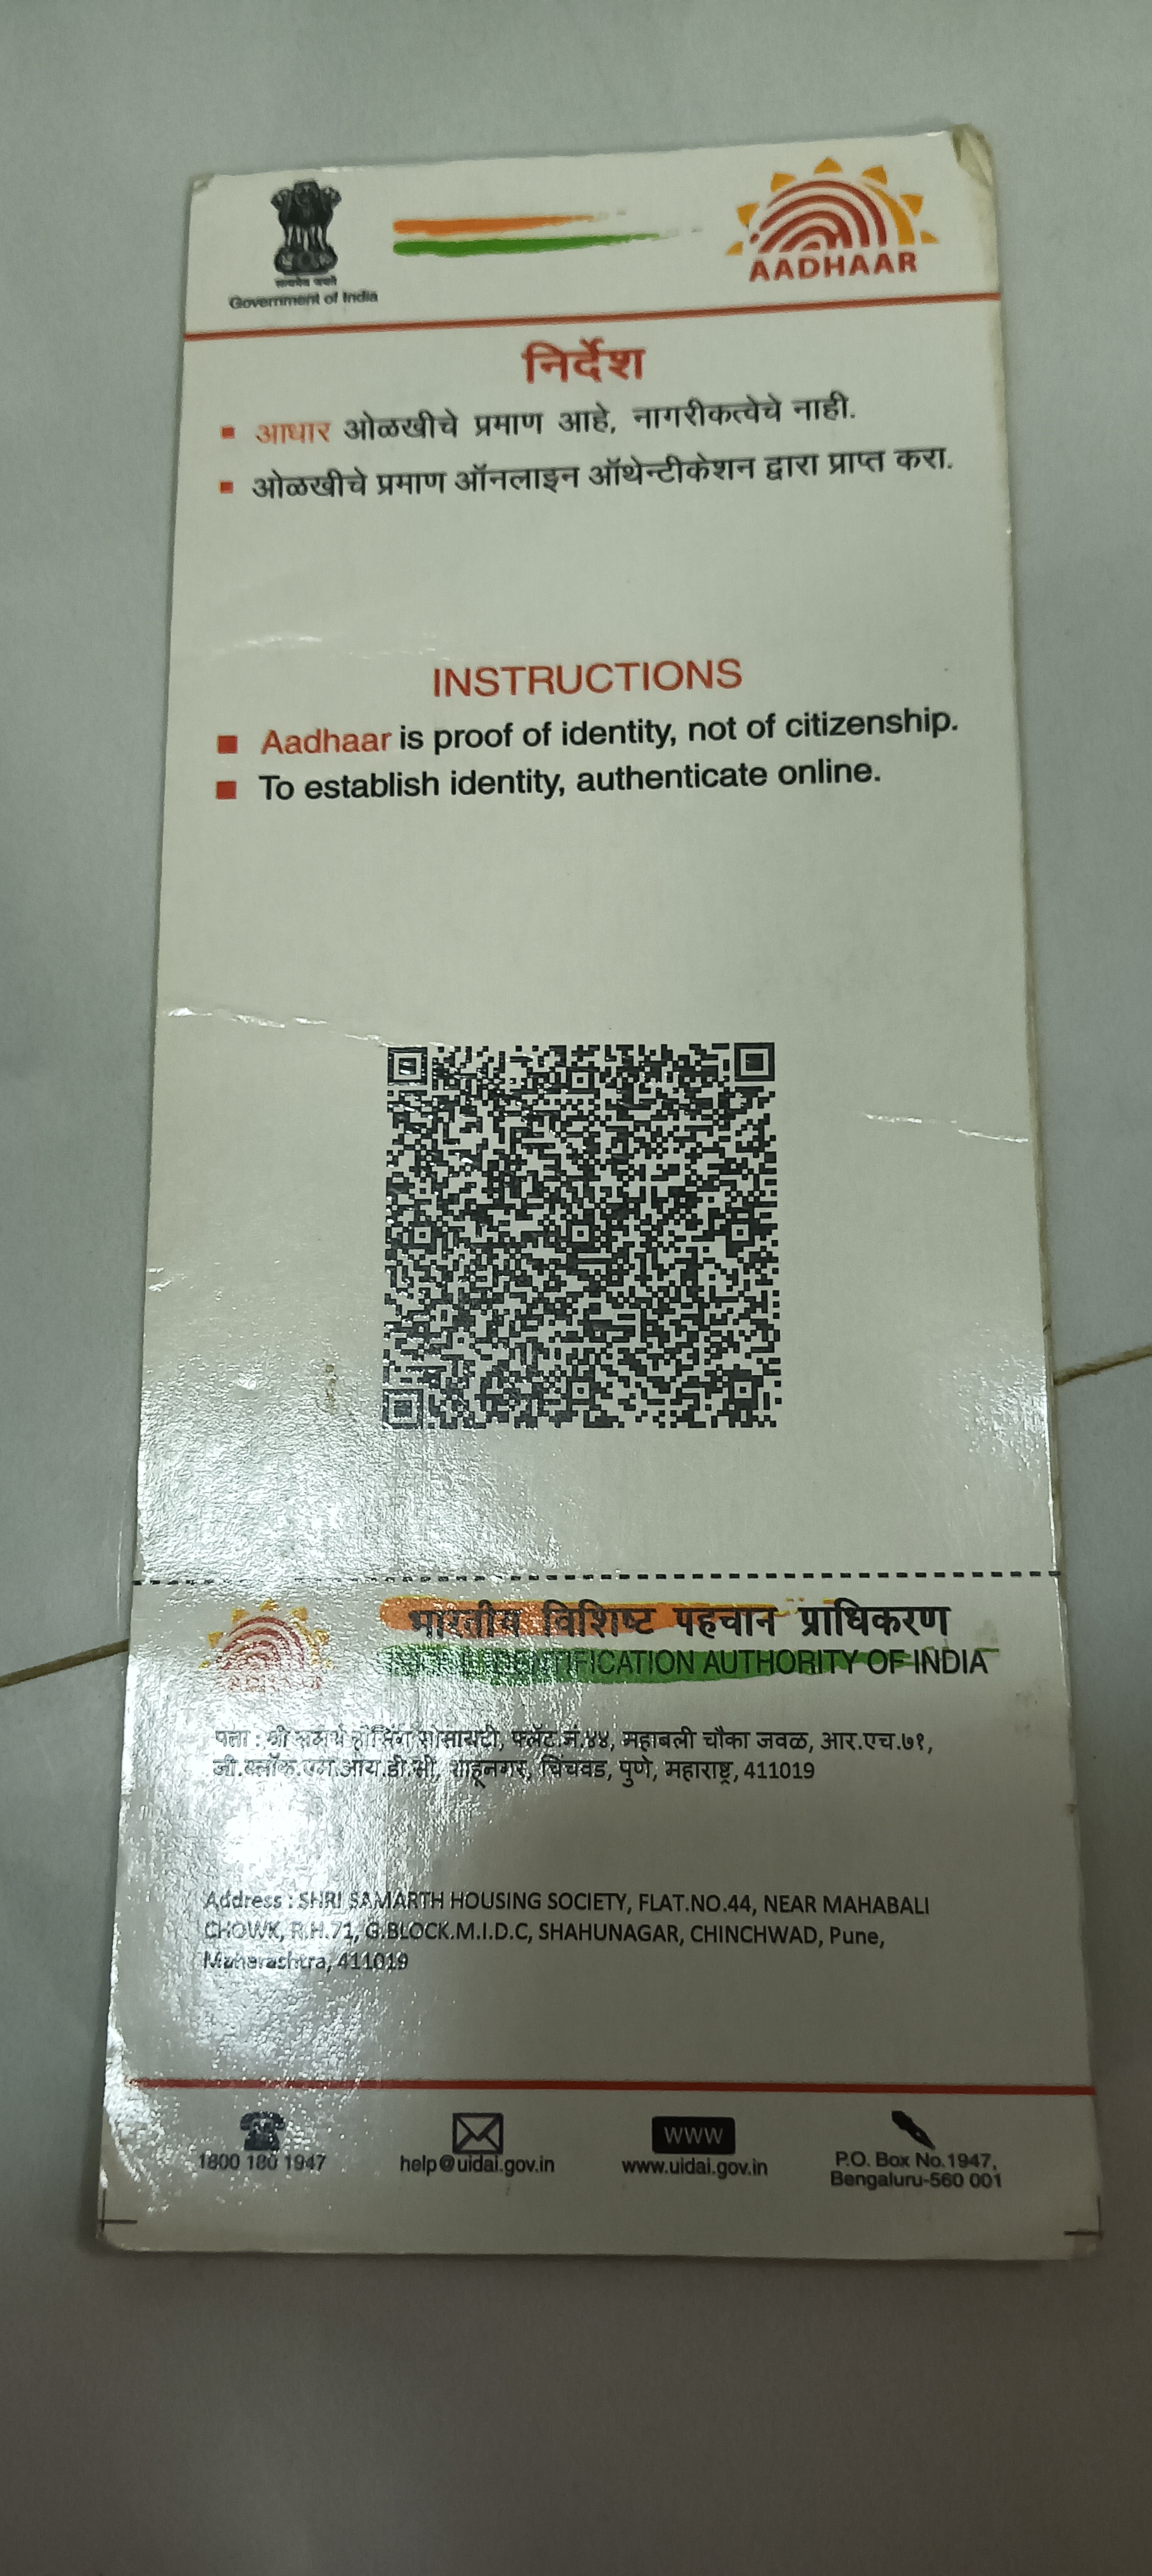 सत्यमेव जयते
Government of India
AADHAAR
निर्देश
आधार ओळखीचे प्रमाण आहे, नागरीकत्वेचे नाही.
ओळखीचे प्रमाण ऑनलाइन ऑथेन्टीकेशन द्वारा प्राप्त करा.
INSTRUCTIONS
Aadhaar is proof of identity, not of citizenship.
To establish identity, authenticate online.
भारतीय विशिष्ट पहचान प्राधिकरण
IDENTIFICATION AUTHORITY OF INDIA
पत्ता : श्री समर्थ हौसिंग सोसायटी, फ्लॅट.नं.४४, महाबली चौका जवळ, आर.एच.७१,
जी.ब्लॉक.एम.आय.डी.सी, शाहूनगर, चिंचवड, पुणे, महाराष्ट्र, 411019
Address : SHRI SAMARTH HOUSING SOCIETY, FLAT.NO.44, NEAR MAHABALI
CHOWK, R.H.71, G.BLOCK.M.I.D.C, SHAHUNAGAR, CHINCHWAD, Pune,
Maharashtra, 411019
1800 180 1947
help@uidai.gov.in
www
www.uidai.gov.in
P.O. Box No.1947,
Bengaluru-560 001